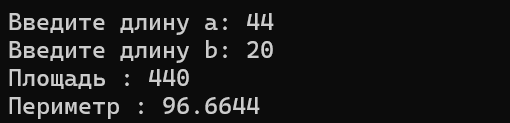 Введите длину a: 44
Введите длину b: 20
Площадь : 440
Периметр : 96.6644